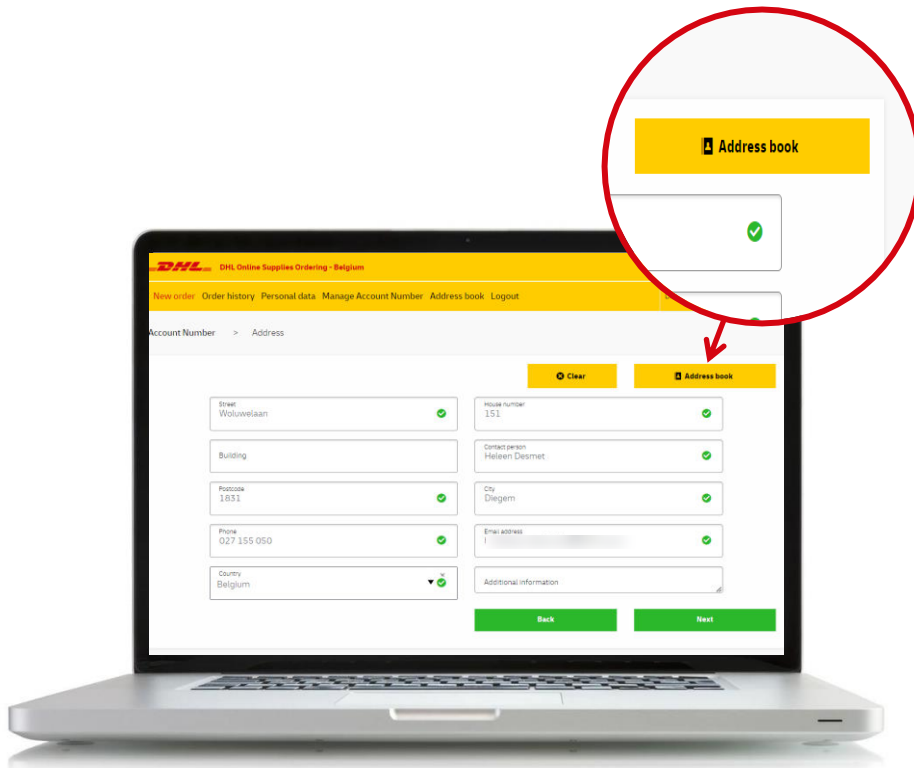 Address book
DHL DHL Online Supplies Ordering - Belgium
New order Order history Personal data Manage Account Number Address book Logout
Account Number > Address
Clear Address book
Street House number
Woluwelaan 151
Building Contact person
Heleen Desmet
Postcode City
1831 Diegem
Phone Email address
027 155 050
Country Additional information
Belgium
Back Next